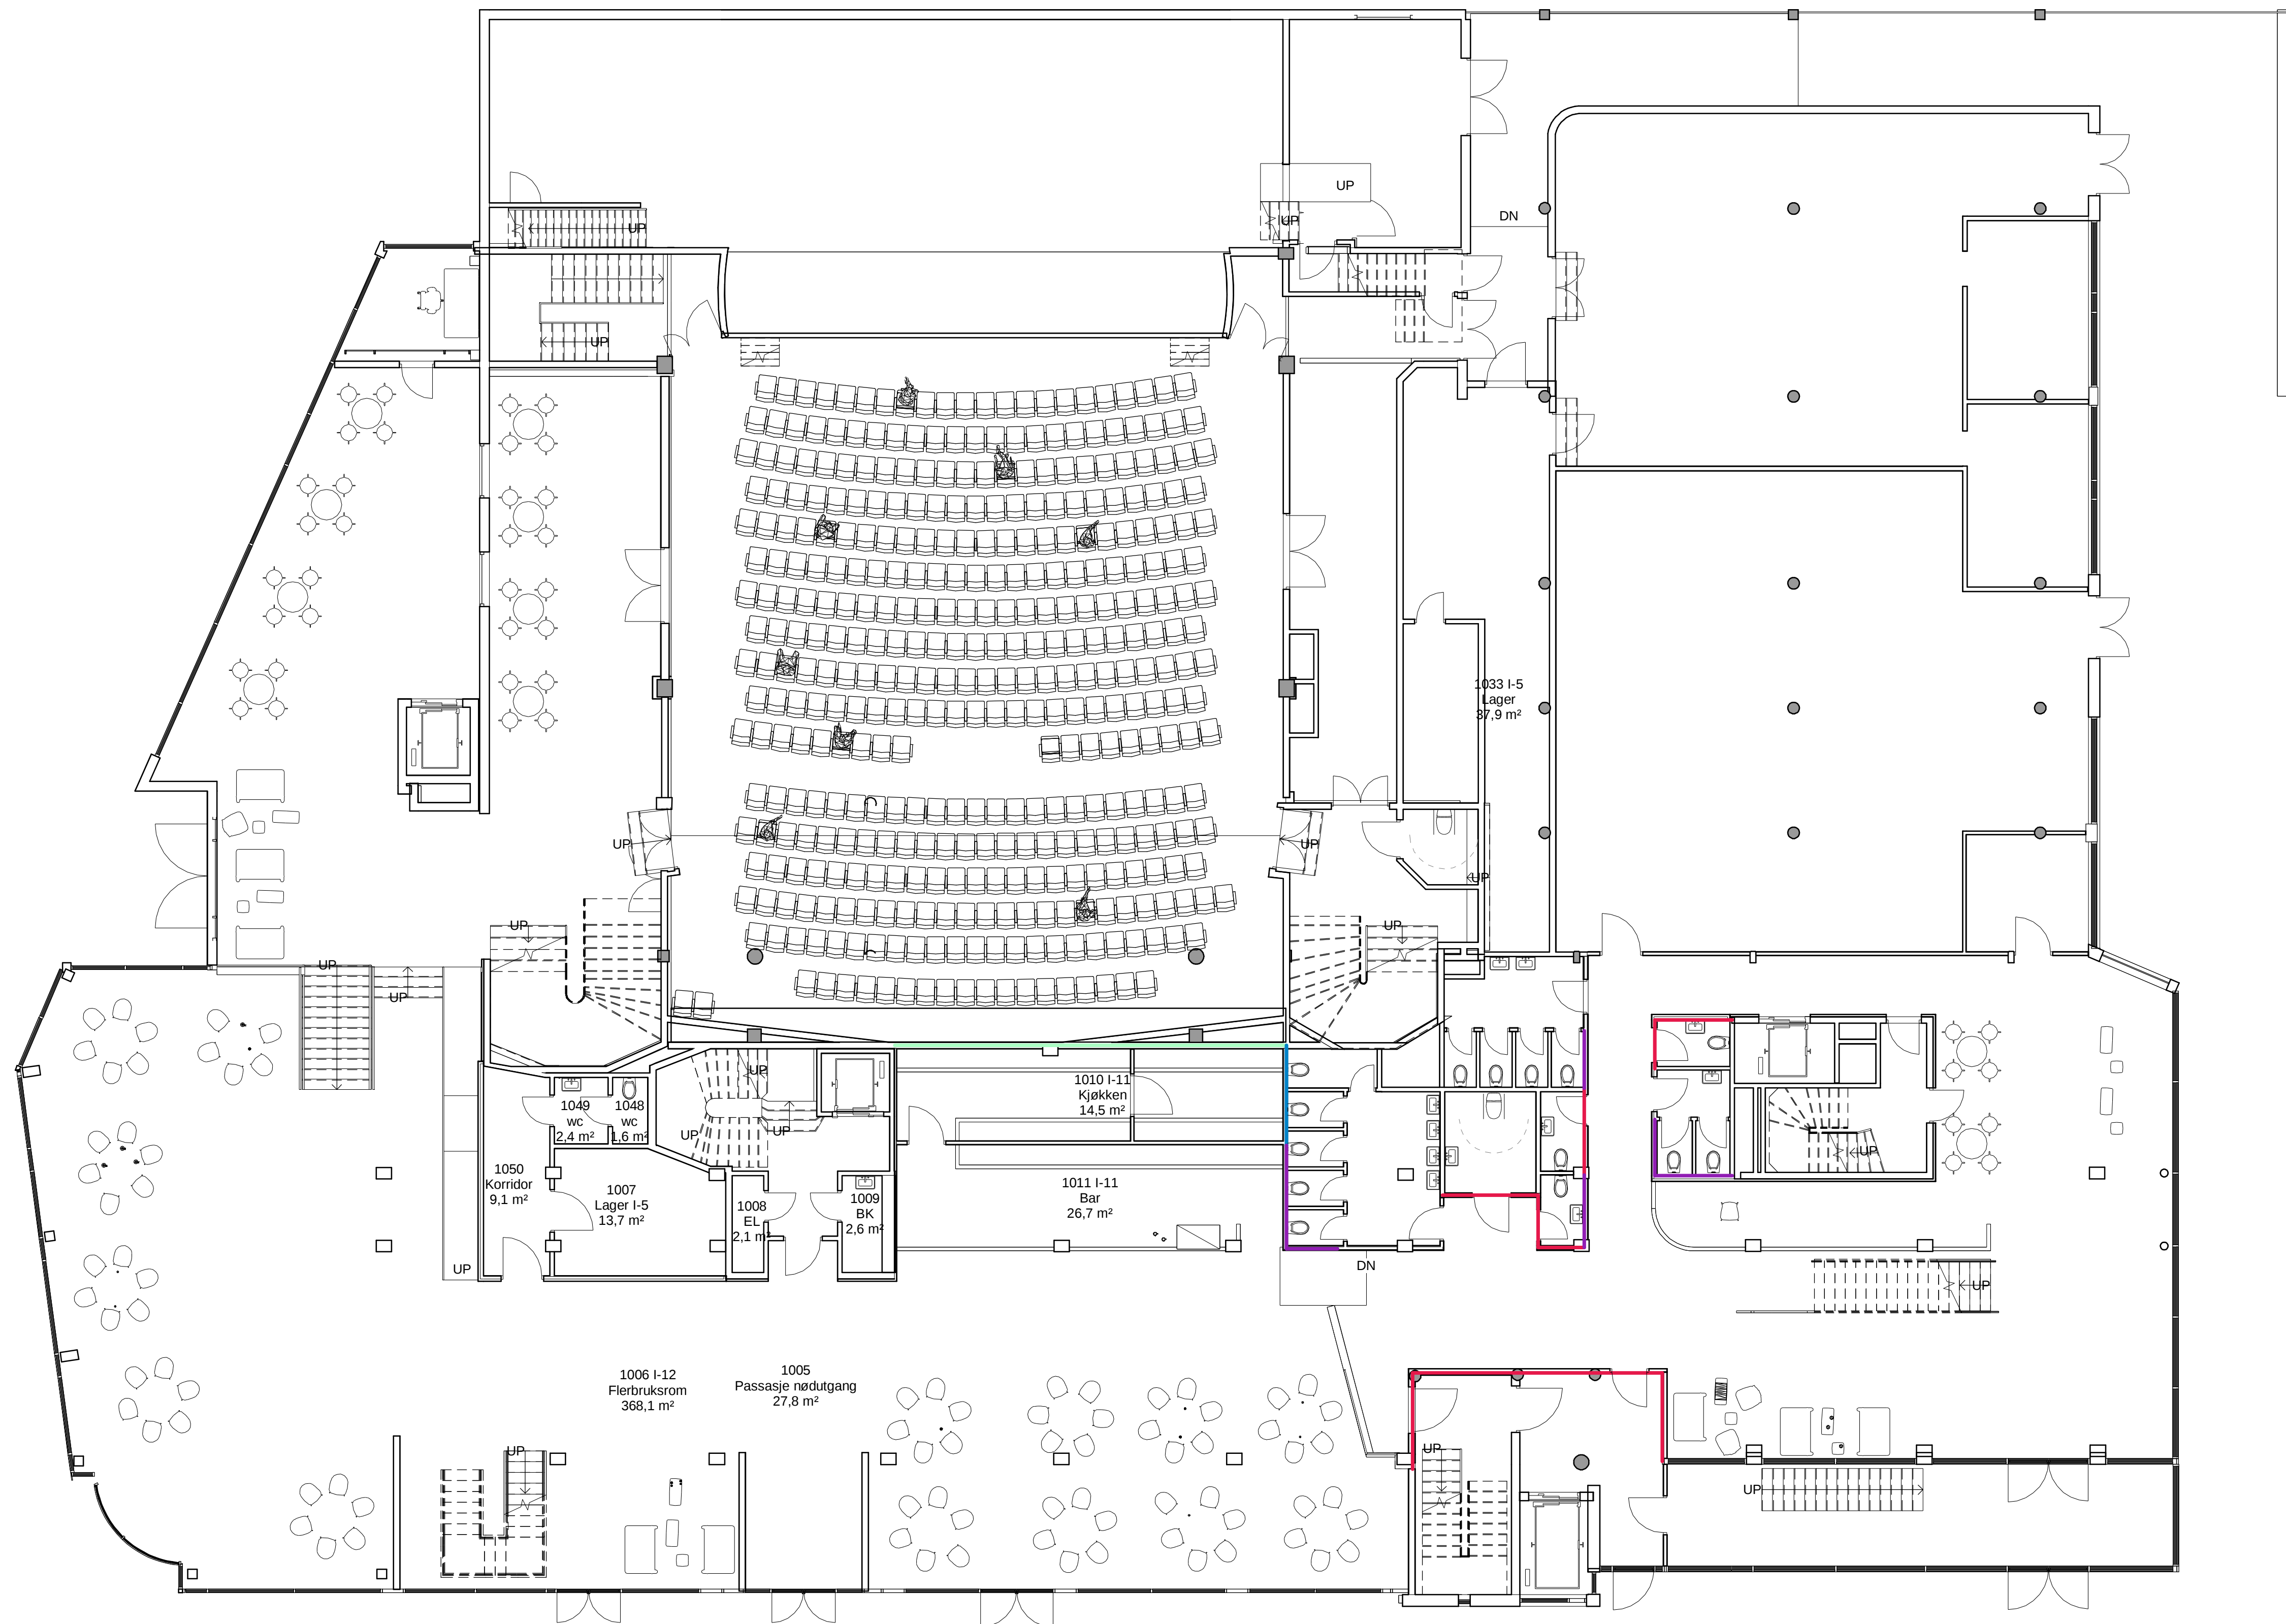 UP
DN
UP
UP
UP
1033 I-5
Lager
37,9 m²
UP
UP
UP
UP
UP
UP
UP
UP
1010 I-11
Kjøkken
14,5 m²
1049
wc
2,4 m²
1048
wc
1,6 m²
UP
UP
UP
1050
Korridor
9,1 m²
1007
Lager I-5
13,7 m²
1008
EL
2,1 m²
1009
BK
2,6 m²
1011 I-11
Bar
26,7 m²
UP
DN
UP
1006 I-12
Flerbruksrom
368,1 m²
1005
Passasje nødutgang
27,8 m²
UP
UP
UP